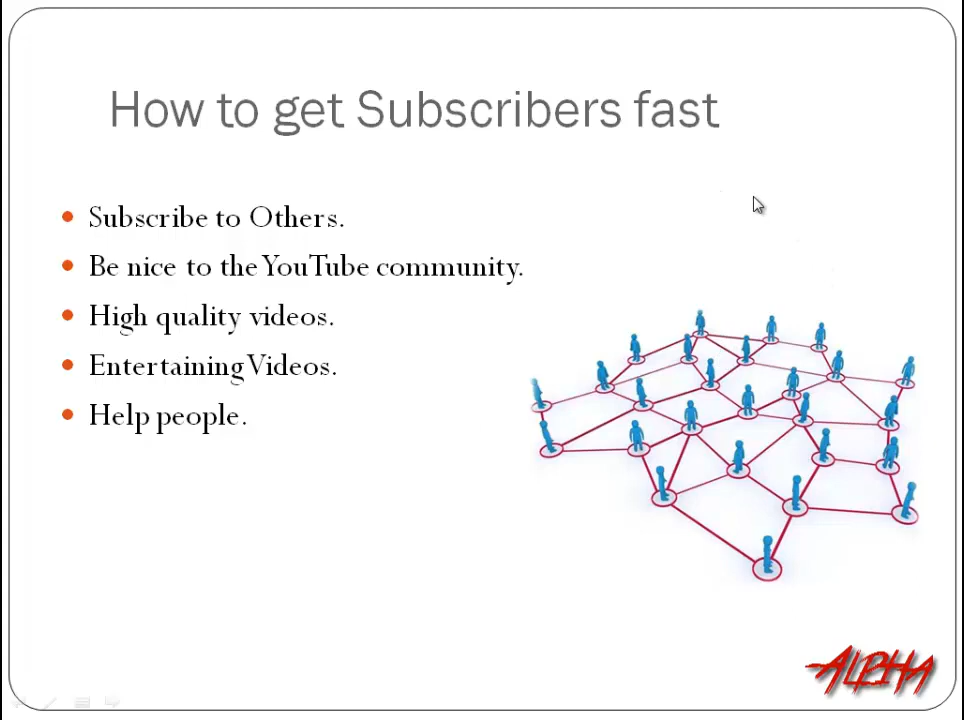 How to get Subscribers fast
Subscribe to Others.
Be nice to the YouTube community.
High quality videos.
Entertaining Videos.
Help people.
ALPHA